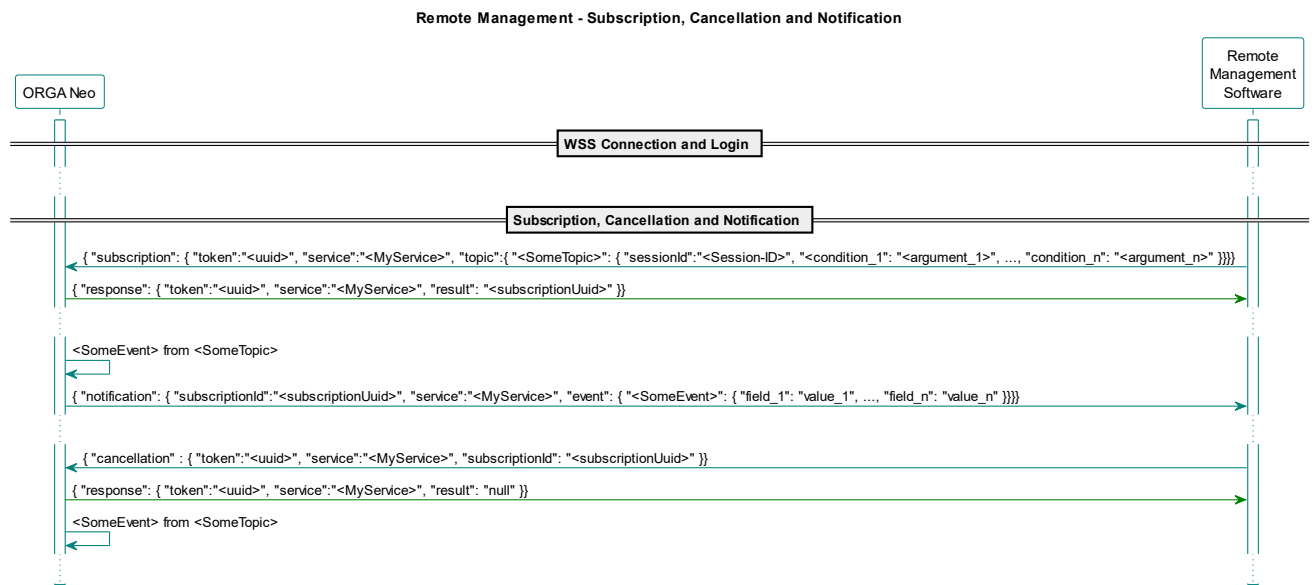 Remote Management - Subscription, Cancellation and Notification
ORGA Neo
Remote
Management
Software
WSS Connection and Login
Subscription, Cancellation and Notification
{ "subscription": { "token":"<uuid>", "service":"<MyService>", "topic":{ "<SomeTopic>": { "sessionId":"<Session-ID>", "<condition_1": "<argument_1>", ..., "condition_n": "<argument_n>" }}}}
{ "response": { "token":"<uuid>", "service":"<MyService>", "result": "<subscriptionUuid>" }}
<SomeEvent> from <SomeTopic>
{ "notification": { "subscriptionId":"<subscriptionUuid>", "service":"<MyService>", "event": { "<SomeEvent>": { "field_1": "value_1", ..., "field_n": "value_n" }}}}
{ "cancellation" : { "token":"<uuid>", "service":"<MyService>", "subscriptionId": "<subscriptionUuid>" }}
{ "response": { "token":"<uuid>", "service":"<MyService>", "result": "null" }}
<SomeEvent> from <SomeTopic>